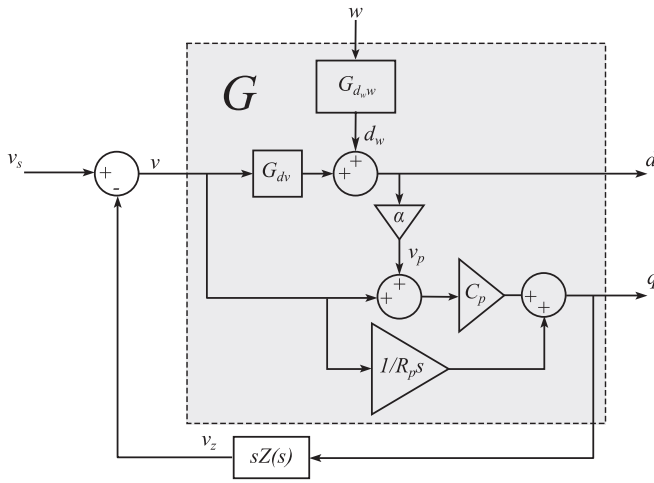 w
G
G_{d_w w}
d_w
v_s
+
-
v
G_{dv}
+
+
d
α
v_p
+
+
C_p
+
+
q
1/R_p s
v_z
sZ(s)